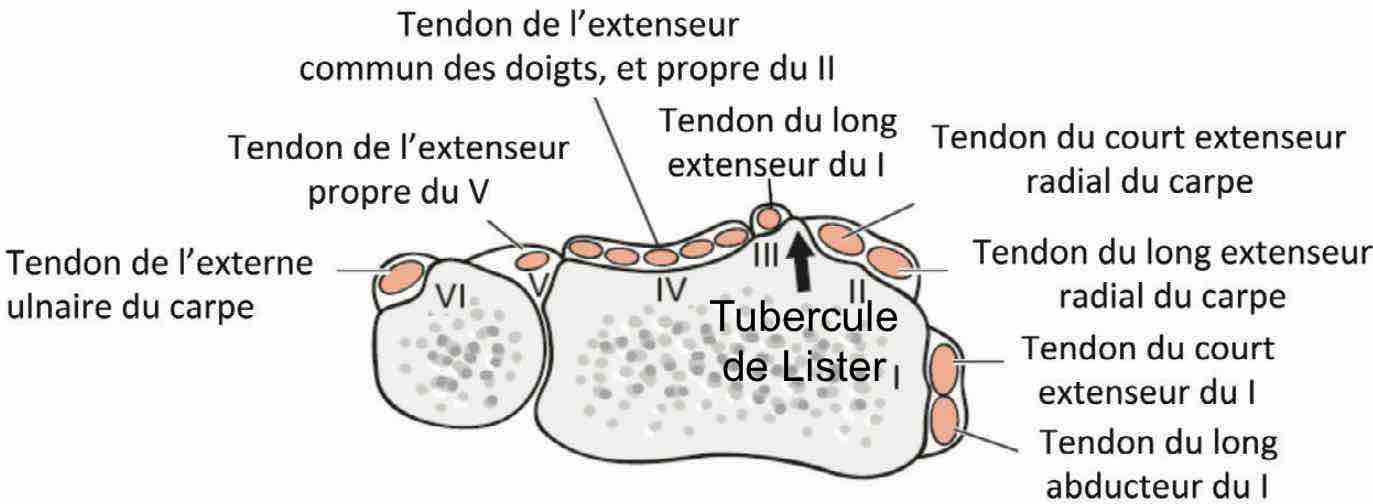 Tendon de l'extenseur
commun des doigts, et propre du II
Tendon du long
extenseur du I
Tendon du court extenseur
radial du carpe
Tendon de l'extenseur
propre du V
Tendon de l'externe
ulnaire du carpe
Tendon du long extenseur
radial du carpe
VI
V
IV
III
II
Tubercule
de Lister
I
Tendon du court
extenseur du I
Tendon du long
abducteur du I